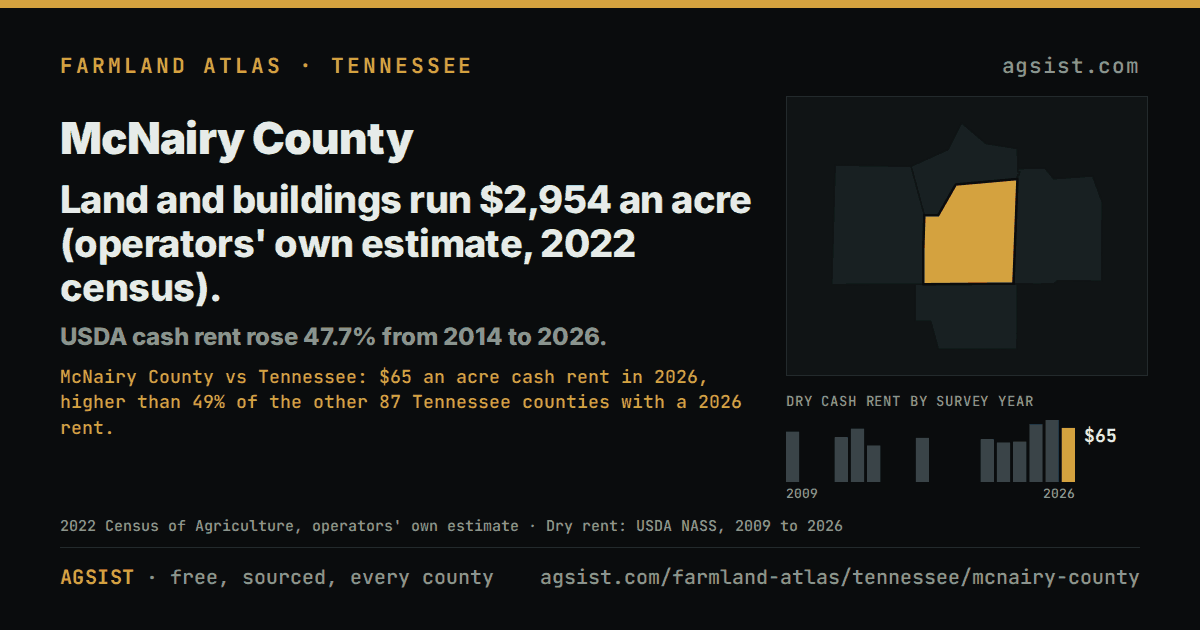 FARMLAND ATLAS · TENNESSEE
agsist.com
McNairy County
Land and buildings run $2,954 an acre
(operators' own estimate, 2022
census).
USDA cash rent rose 47.7% from 2014 to 2026.
McNairy County vs Tennessee: $65 an acre cash rent in 2026,
higher than 49% of the other 87 Tennessee counties with a 2026
rent.
DRY CASH RENT BY SURVEY YEAR
$65
2009 2026
2022 Census of Agriculture, operators' own estimate · Dry rent: USDA NASS, 2009 to 2026
AGSIST · free, sourced, every county
agsist.com/farmland-atlas/tennessee/mcnairy-county